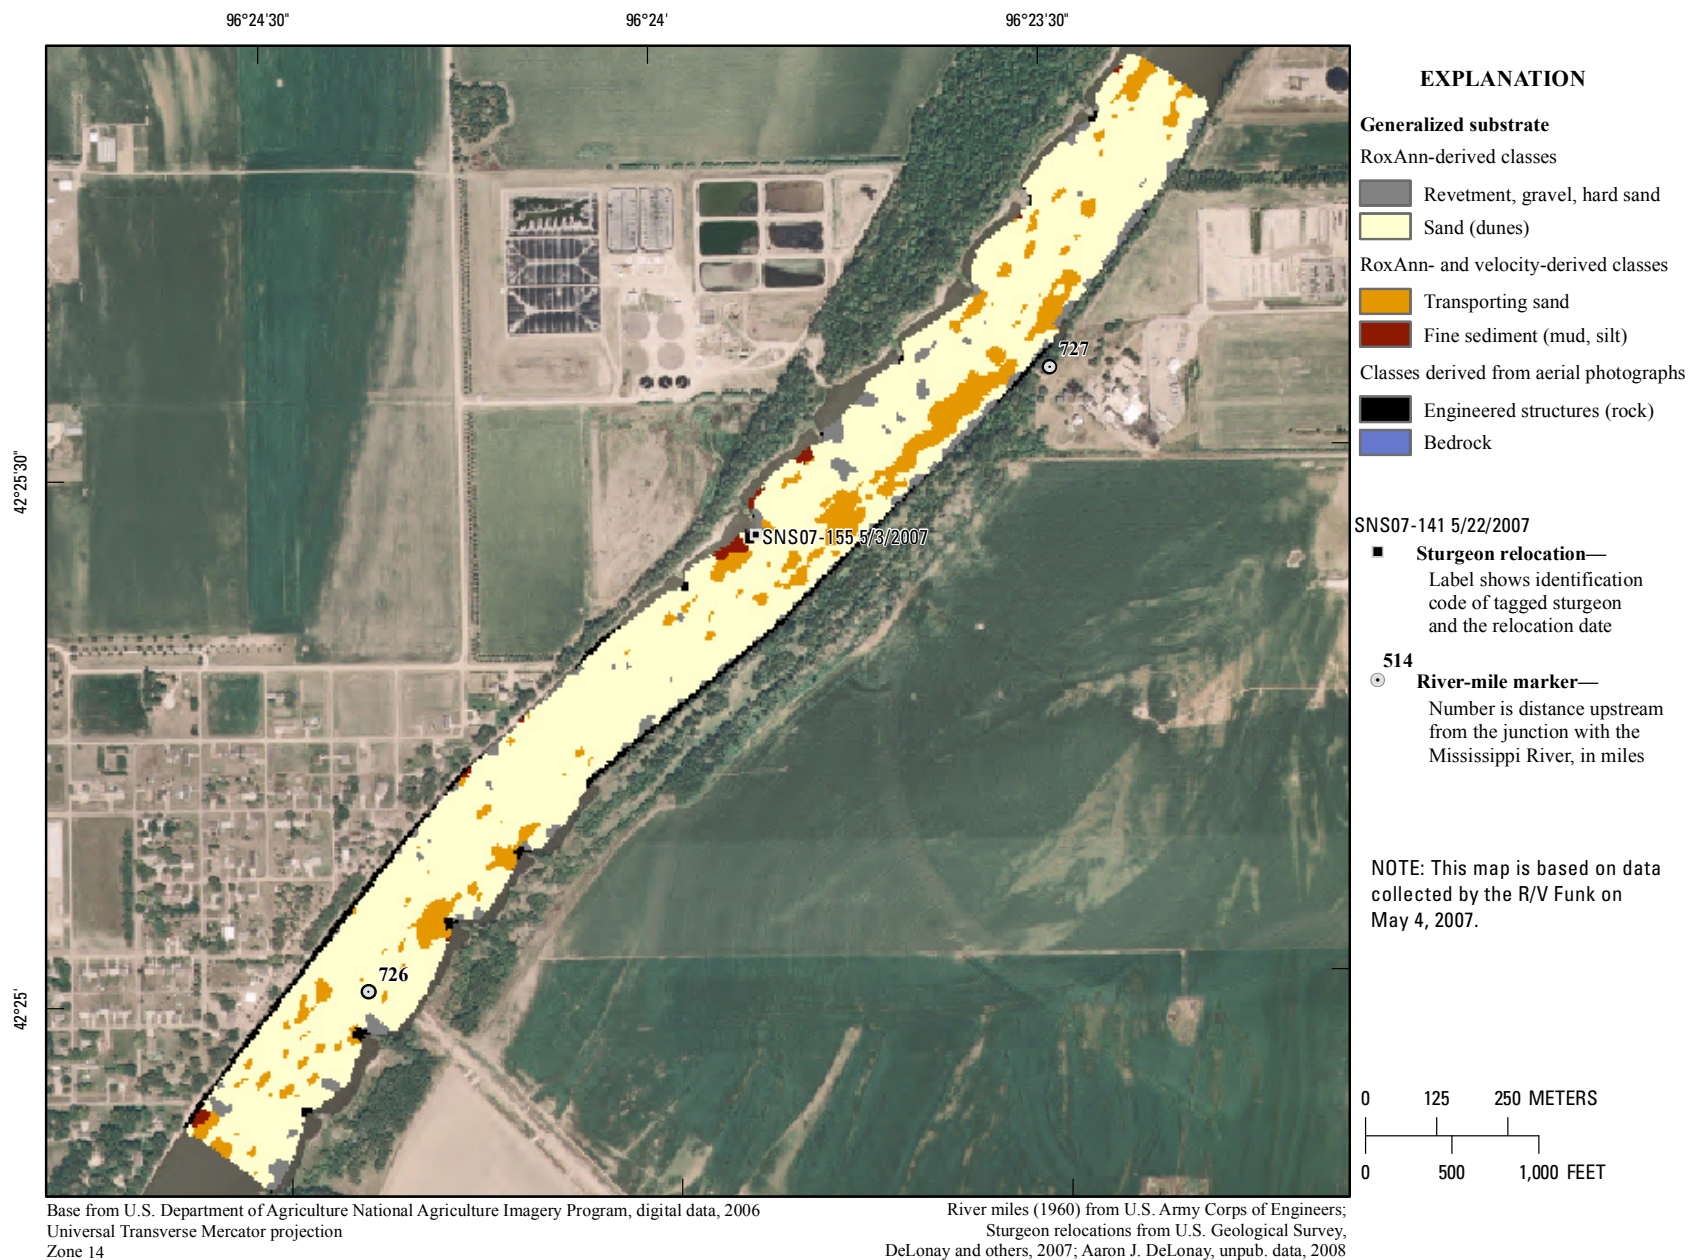 96°24'30"
96°24'
96°23'30"
42°25'30"
42°25'
727
SNS07-155 5/3/2007
726
EXPLANATION
Generalized substrate
RoxAnn-derived classes
Revetment, gravel, hard sand
Sand (dunes)
RoxAnn- and velocity-derived classes
Transporting sand
Fine sediment (mud, silt)
Classes derived from aerial photographs
Engineered structures (rock)
Bedrock
SNS07-141 5/22/2007
Sturgeon relocation—
Label shows identification
code of tagged sturgeon
and the relocation date
514
River-mile marker—
Number is distance upstream
from the junction with the
Mississippi River, in miles
NOTE: This map is based on data
collected by the R/V Funk on
May 4, 2007.
0 125 250 METERS
0 500 1,000 FEET
Base from U.S. Department of Agriculture National Agriculture Imagery Program, digital data, 2006
Universal Transverse Mercator projection
Zone 14
River miles (1960) from U.S. Army Corps of Engineers;
Sturgeon relocations from U.S. Geological Survey,
DeLonay and others, 2007; Aaron J. DeLonay, unpub. data, 2008